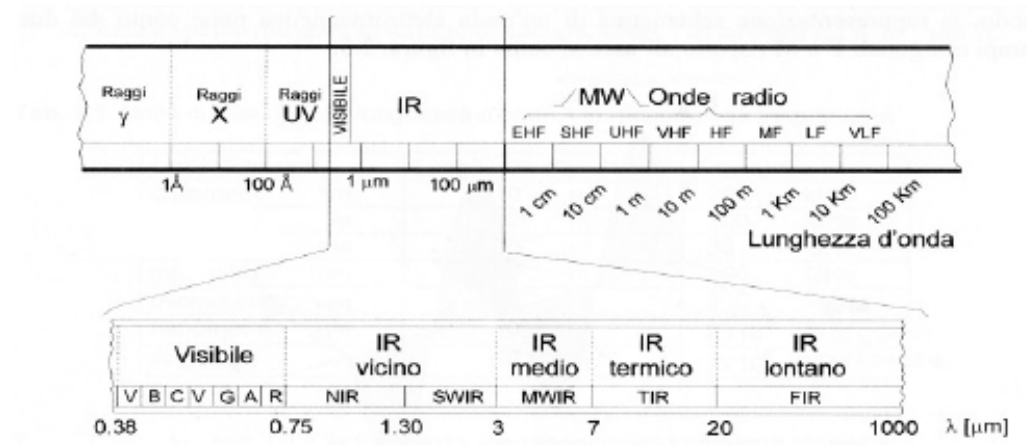 Raggi γ
Raggi X
Raggi UV
VISIBILE
IR
MW Onde radio
EHF SHF UHF VHF HF MF LF VLF
1Å 100 Å 1 μm 100 μm 1 cm 10 cm 1 m 10 m 100 m 1 Km 10 Km 100 Km
Lunghezza d'onda
Visibile
IR vicino
IR medio
IR termico
IR lontano
V B C V G A R NIR SWIR MWIR TIR FIR
0.38 0.75 1.30 3 7 20 1000 λ [μm]